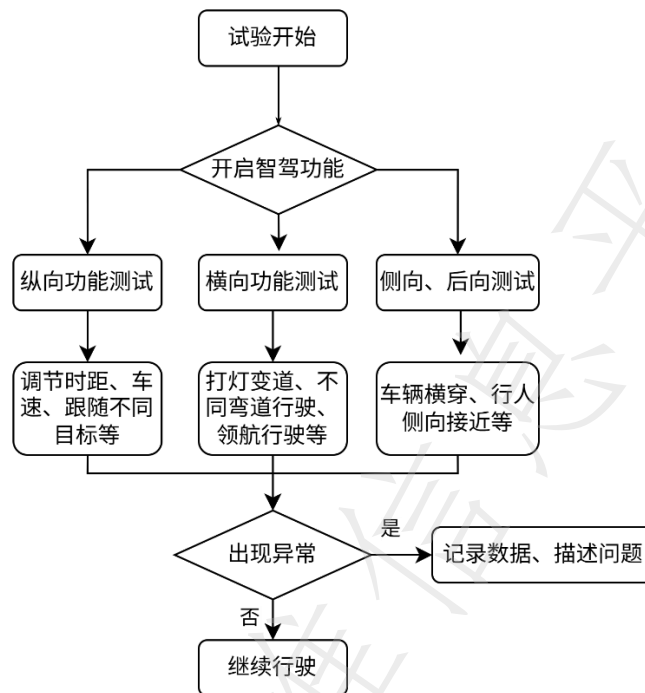 试验开始
开启智驾功能
纵向功能测试
横向功能测试
侧向、后向测试
调节时距、车
速、跟随不同
目标等
打灯变道、不
同弯道行驶、
领航行驶等
车辆横穿、行人
侧向接近等
出现异常
是
记录数据、描述问题
否
继续行驶